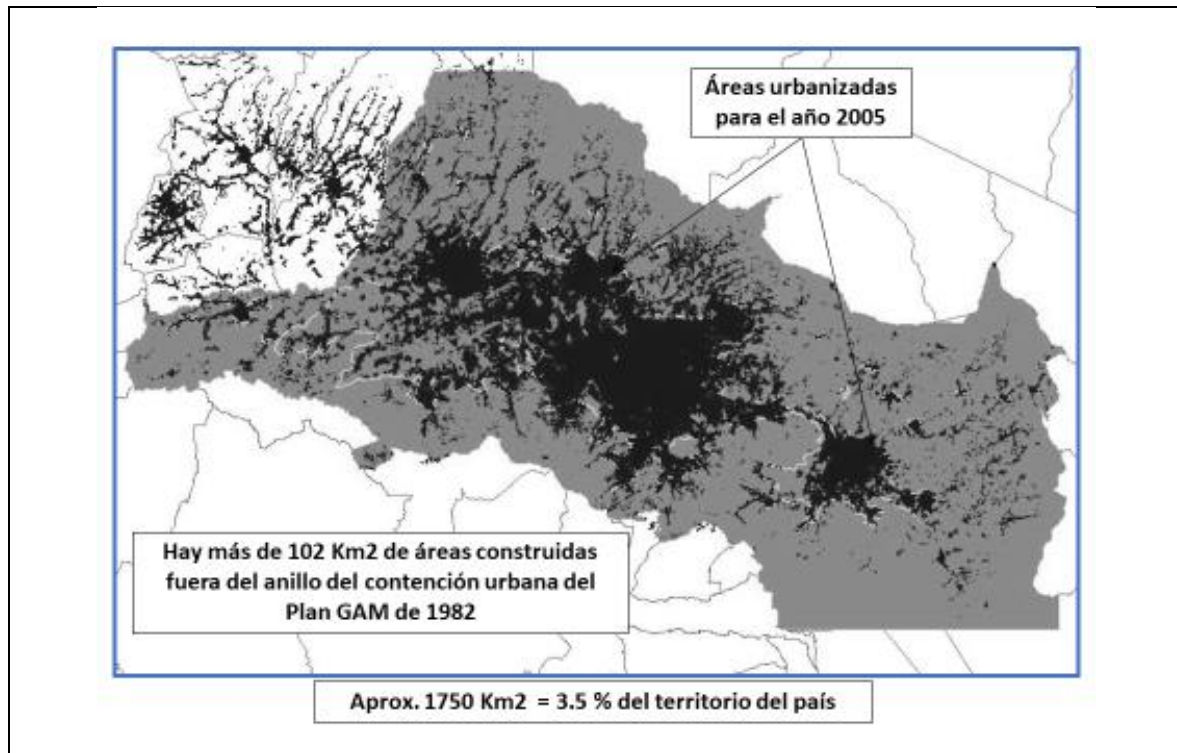 Áreas urbanizadas
para el año 2005
Hay más de 102 Km2 de áreas construidas
fuera del anillo del contención urbana del
Plan GAM de 1982
Aprox. 1750 Km2 = 3.5 % del territorio del país